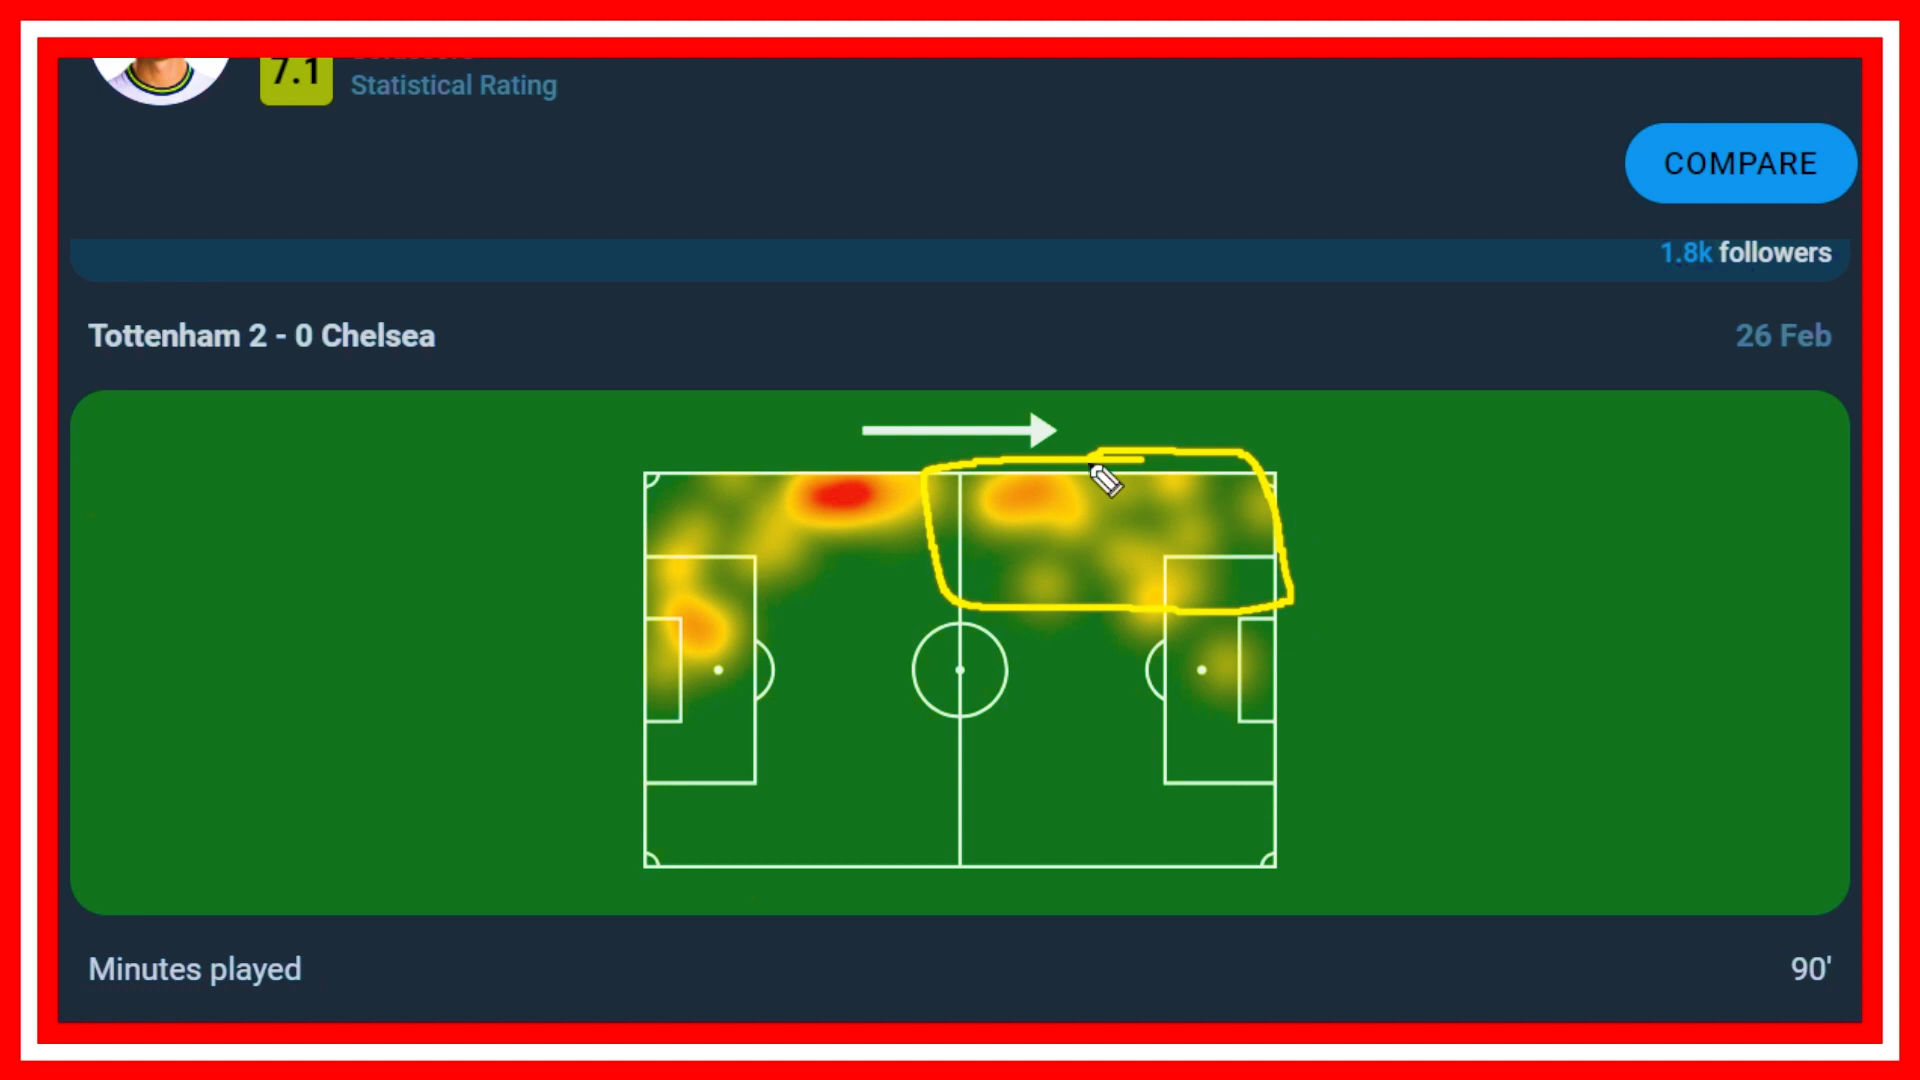 7.1
Statistical Rating
COMPARE
1.8k followers
Tottenham 2 - 0 Chelsea
26 Feb
Minutes played
90'